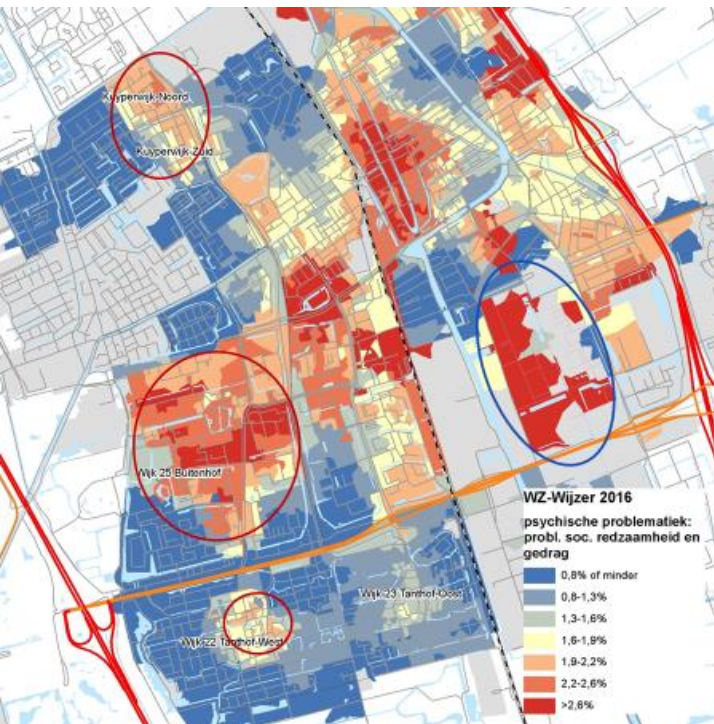 Kuyperwijk-Noord
Kuyperwijk-Zuid
Wijk 25 Buitenhof
WZ-Wijzer 2016
psychische problematiek:
probl. soc. redzaamheid en
gedrag
0,8% of minder
0,8-1,3%
1,3-1,6%
1,6-1,9%
1,9-2,2%
2,2-2,6%
>2,6%
Wijk 23 Tanthof-Oost
Wijk 22 Tanthof-West